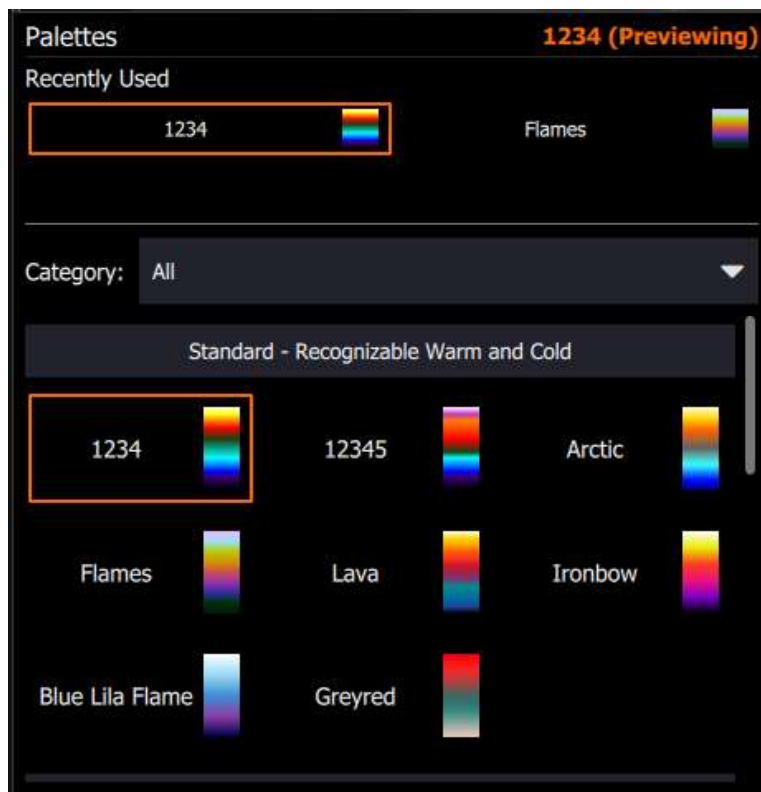 Palettes 1234 (Previewing)
Recently Used
1234 Flames
Category: All
Standard - Recognizable Warm and Cold
1234 12345 Arctic
Flames Lava Ironbow
Blue Lila Flame Greyred